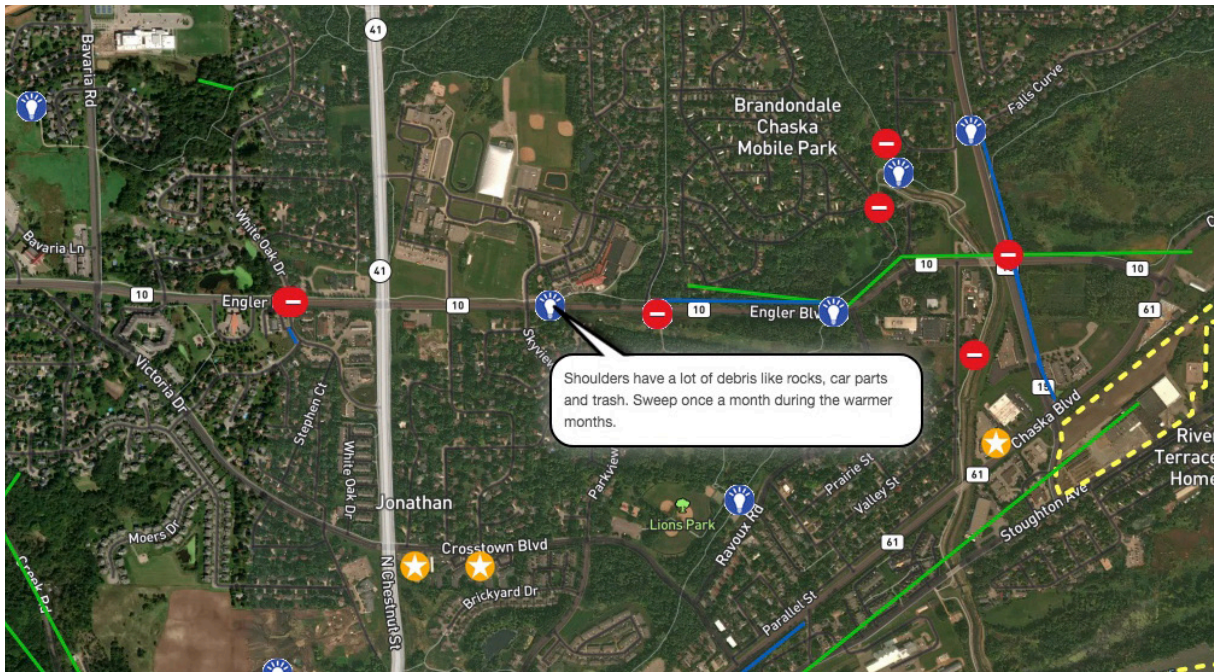 41
Bavaria Rd
Falls Curve
Brandondale
Chaska
Mobile Park
White Oak Dr
Bavaria Ln
41
10
10
10
Engler
10
10
Engler Blv
61
Skyview
Shoulders have a lot of debris like rocks, car parts
and trash. Sweep once a month during the warmer
months.
Victoria Dr
Stephen Ct
White Oak Dr
15
Chaska Blvd
River
Terrace
Home
Parkview
Prairie St
Valley St
61
Jonathan
Moers Dr
Lions Park
Ravoux Rd
Stoughton Ave
61
Crosstown Blvd
N Chestnut St
Brickyard Dr
Creek Rd
Parallel St